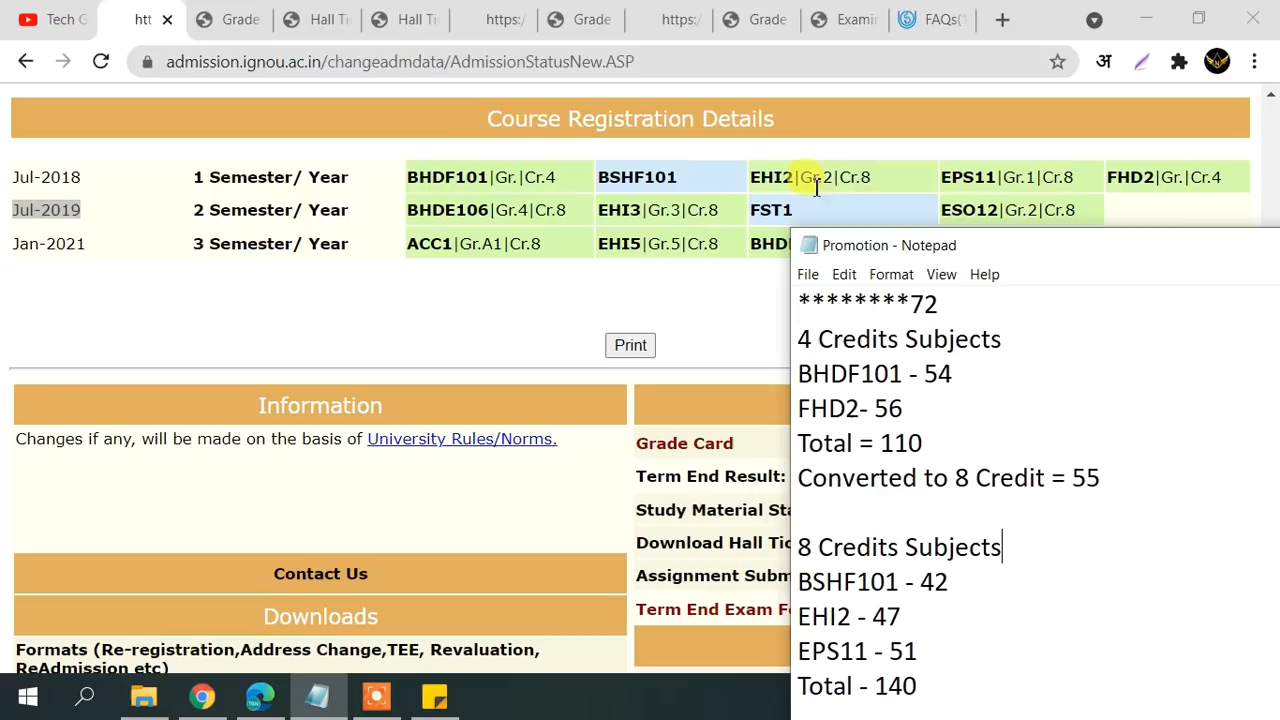 Tech G
htt
Grade
Hall Ti
Hall Ti
https:/
Grade
https:/
Grade
Examin
FAQs(
admission.ignou.ac.in/changeadmdata/AdmissionStatusNew.ASP
अ
Course Registration Details
Jul-2018 1 Semester/ Year BHDF101|Gr.|Cr.4 BSHF101 EHI2|Gr.2|Cr.8 EPS11|Gr.1|Cr.8 FHD2|Gr.|Cr.4
Jul-2019 2 Semester/ Year BHDE106|Gr.4|Cr.8 EHI3|Gr.3|Cr.8 FST1 ESO12|Gr.2|Cr.8
Jan-2021 3 Semester/ Year ACC1|Gr.A1|Cr.8 EHI5|Gr.5|Cr.8 BHD
Print
Information
Changes if any, will be made on the basis of University Rules/Norms.
Contact Us
Downloads
Formats (Re-registration,Address Change,TEE, Revaluation,
ReAdmission etc)
Grade Card
Term End Result:
Study Material Sta
Download Hall Tic
Assignment Subm
Term End Exam Fo
Promotion - Notepad
File Edit Format View Help
********72
4 Credits Subjects
BHDF101 - 54
FHD2- 56
Total = 110
Converted to 8 Credit = 55
8 Credits Subjects
BSHF101 - 42
EHI2 - 47
EPS11 - 51
Total - 140